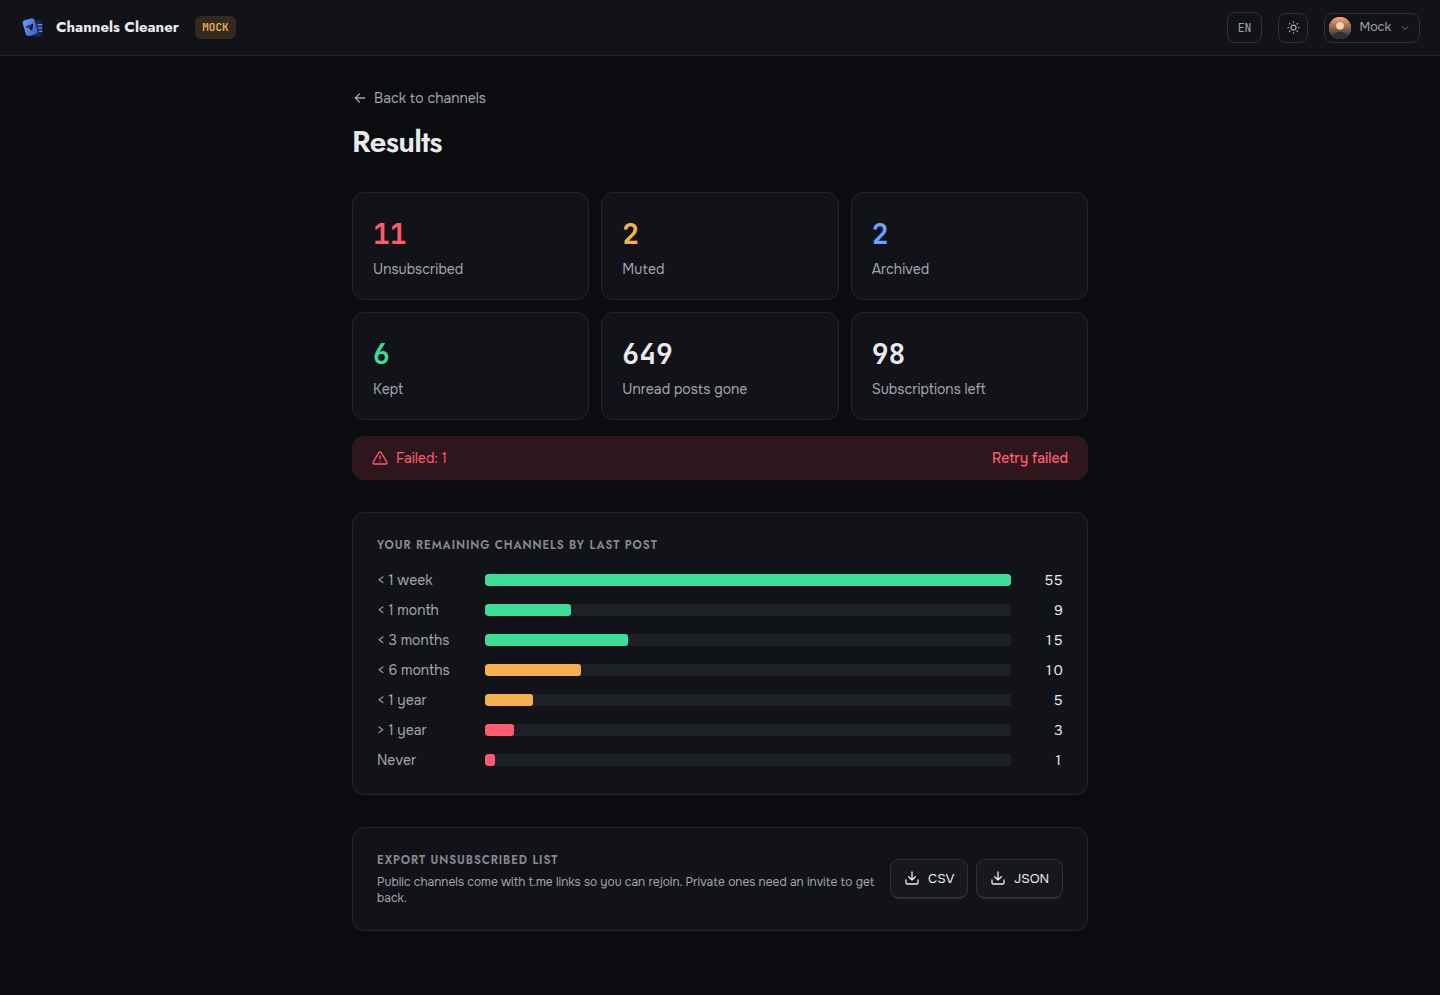 Channels Cleaner MOCK EN Mock
Back to channels
Results
11 2 2
Unsubscribed Muted Archived
6 649 98
Kept Unread posts gone Subscriptions left
Failed: 1 Retry failed
YOUR REMAINING CHANNELS BY LAST POST
< 1 week 55
< 1 month 9
< 3 months 15
< 6 months 10
< 1 year 5
> 1 year 3
Never 1
EXPORT UNSUBSCRIBED LIST
Public channels come with t.me links so you can rejoin. Private ones need an invite to get
back.
CSV JSON